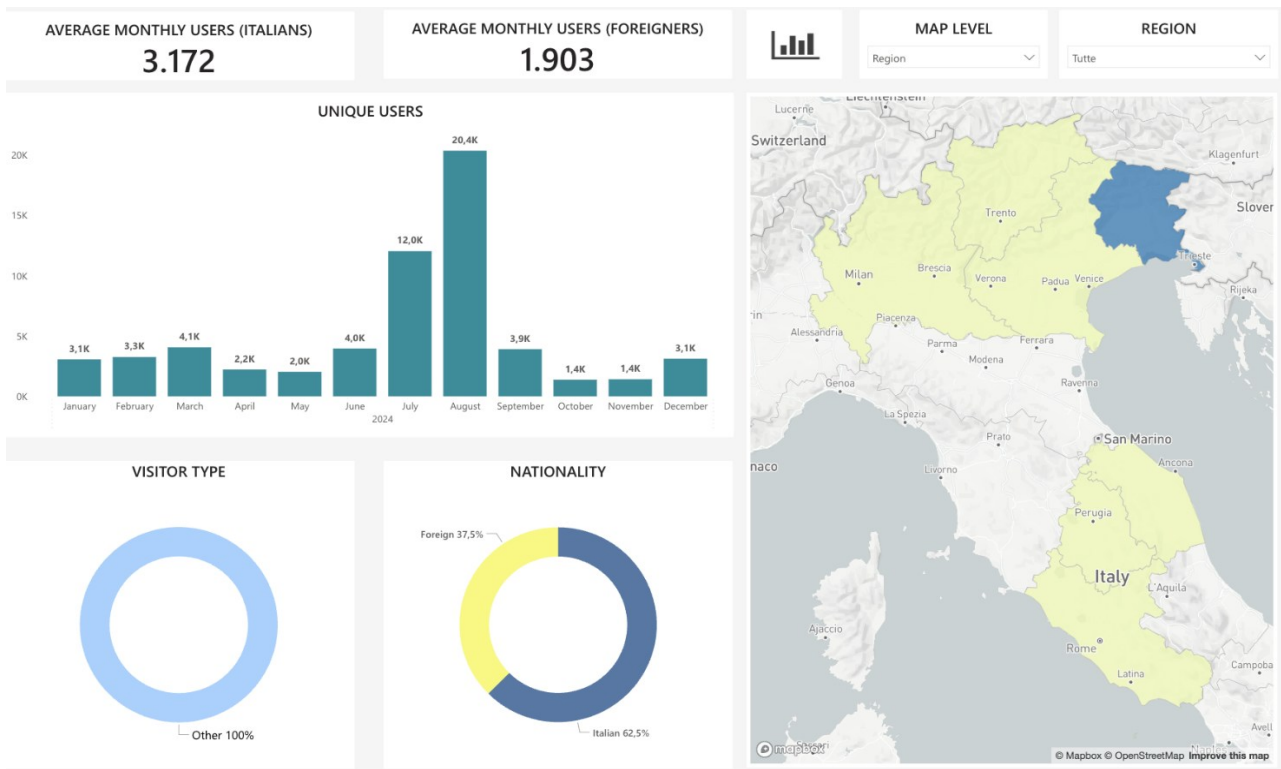 AVERAGE MONTHLY USERS (ITALIANS)
3.172
AVERAGE MONTHLY USERS (FOREIGNERS)
1.903
MAP LEVEL
Region
REGION
Tutte
UNIQUE USERS
20K
15K
10K
5K
0K
3,1K
3,3K
4,1K
2,2K
2,0K
4,0K
12,0K
20,4K
3,9K
1,4K
1,4K
3,1K
January
February
March
April
May
June
July
August
September
October
November
December
2024
VISITOR TYPE
Other 100%
NATIONALITY
Foreign 37,5%
Italian 62,5%
Liechtenstein
Lucerne
Switzerland
Klagenfurt
Slover
Trento
Trieste
Milan
Brescia
Verona
Padua
Venice
Rijeka
rin
Piacenza
Alessandria
Parma
Ferrara
Modena
Genoa
Ravenna
La Spezia
Prato
San Marino
naco
Livorno
Ancona
Perugia
Italy
L'Aquila
Ajaccio
Rome
Latina
Campoba
Avell
mapbox
© Mapbox © OpenStreetMap Improve this map